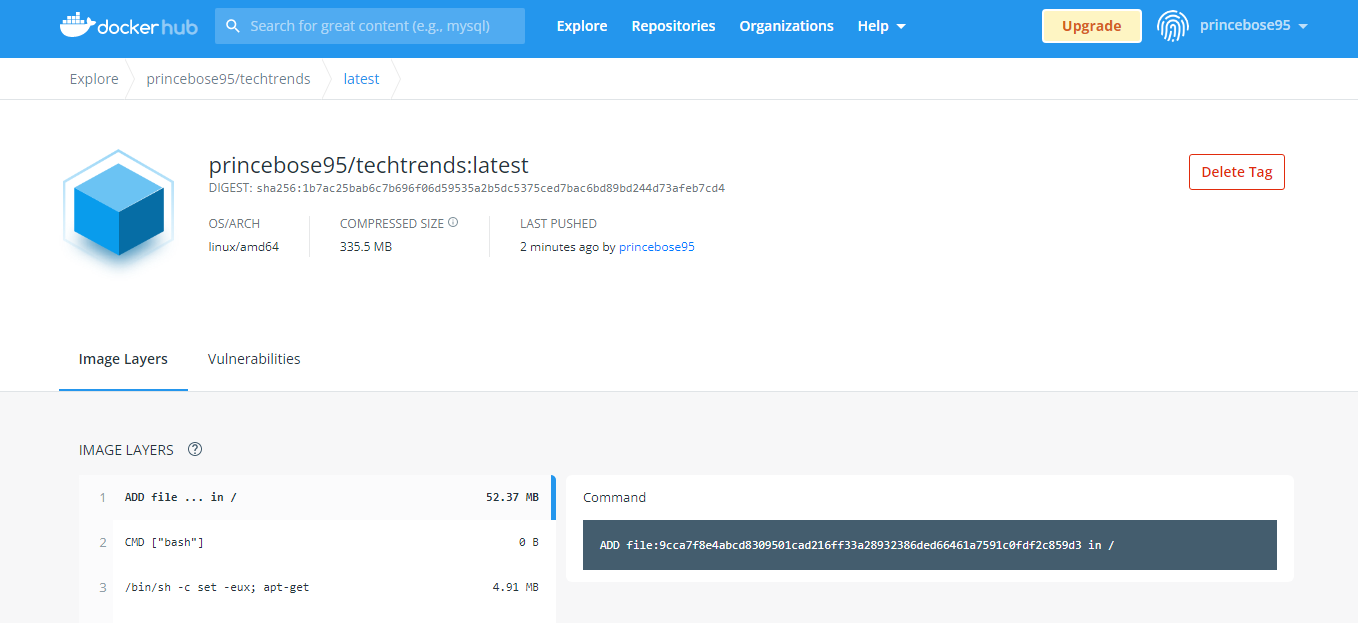 docker hub Search for great content (e.g., mysql) Explore Repositories Organizations Help Upgrade princebose95
Explore princebose95/techtrends latest
princebose95/techtrends:latest
Delete Tag
DIGEST: sha256:1b7ac25bab6c7b696f06d59535a2b5dc5375ced7bac6bd89bd244d73afeb7cd4
OS/ARCH COMPRESSED SIZE LAST PUSHED
linux/amd64 335.5 MB 2 minutes ago by princebose95
Image Layers Vulnerabilities
IMAGE LAYERS
1 ADD file ... in / 52.37 MB
Command
2 CMD ["bash"] 0 B
ADD file:9cca7f8e4abcd8309501cad216ff33a28932386ded66461a7591c0fdf2c859d3 in /
3 /bin/sh -c set -eux; apt-get 4.91 MB